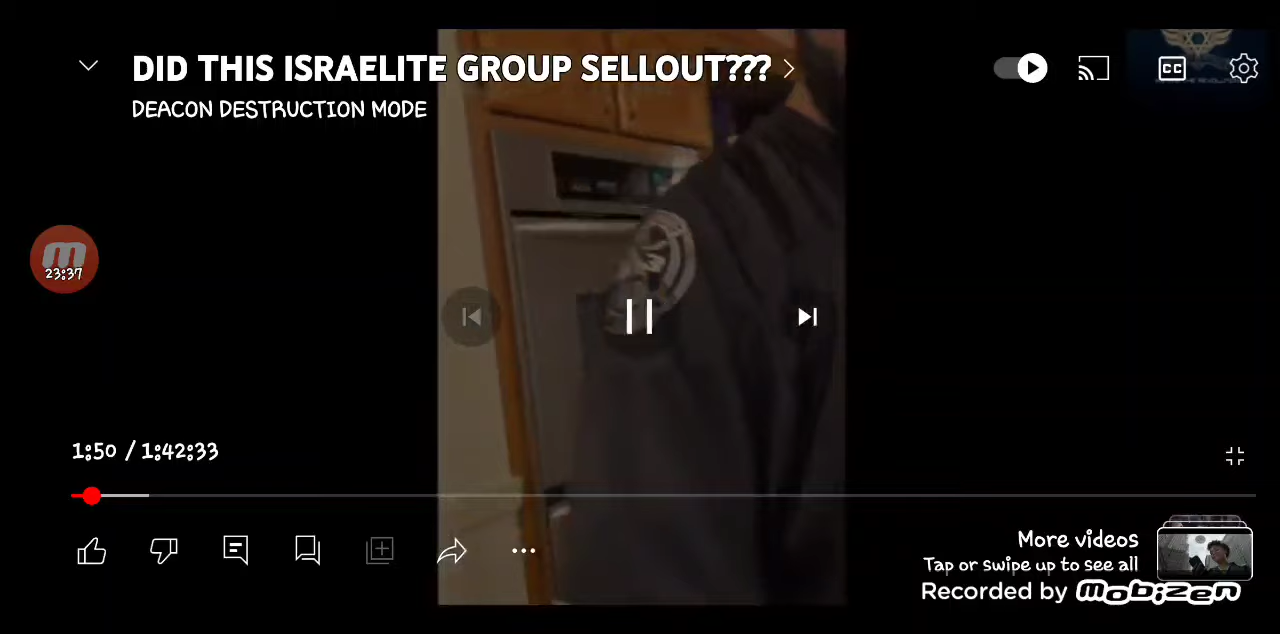 DID THIS ISRAELITE GROUP SELLOUT???
DEACON DESTRUCTION MODE
CC
23:37
1:50 / 1:42:33
More videos
Tap or swipe up to see all
Recorded by mobizen